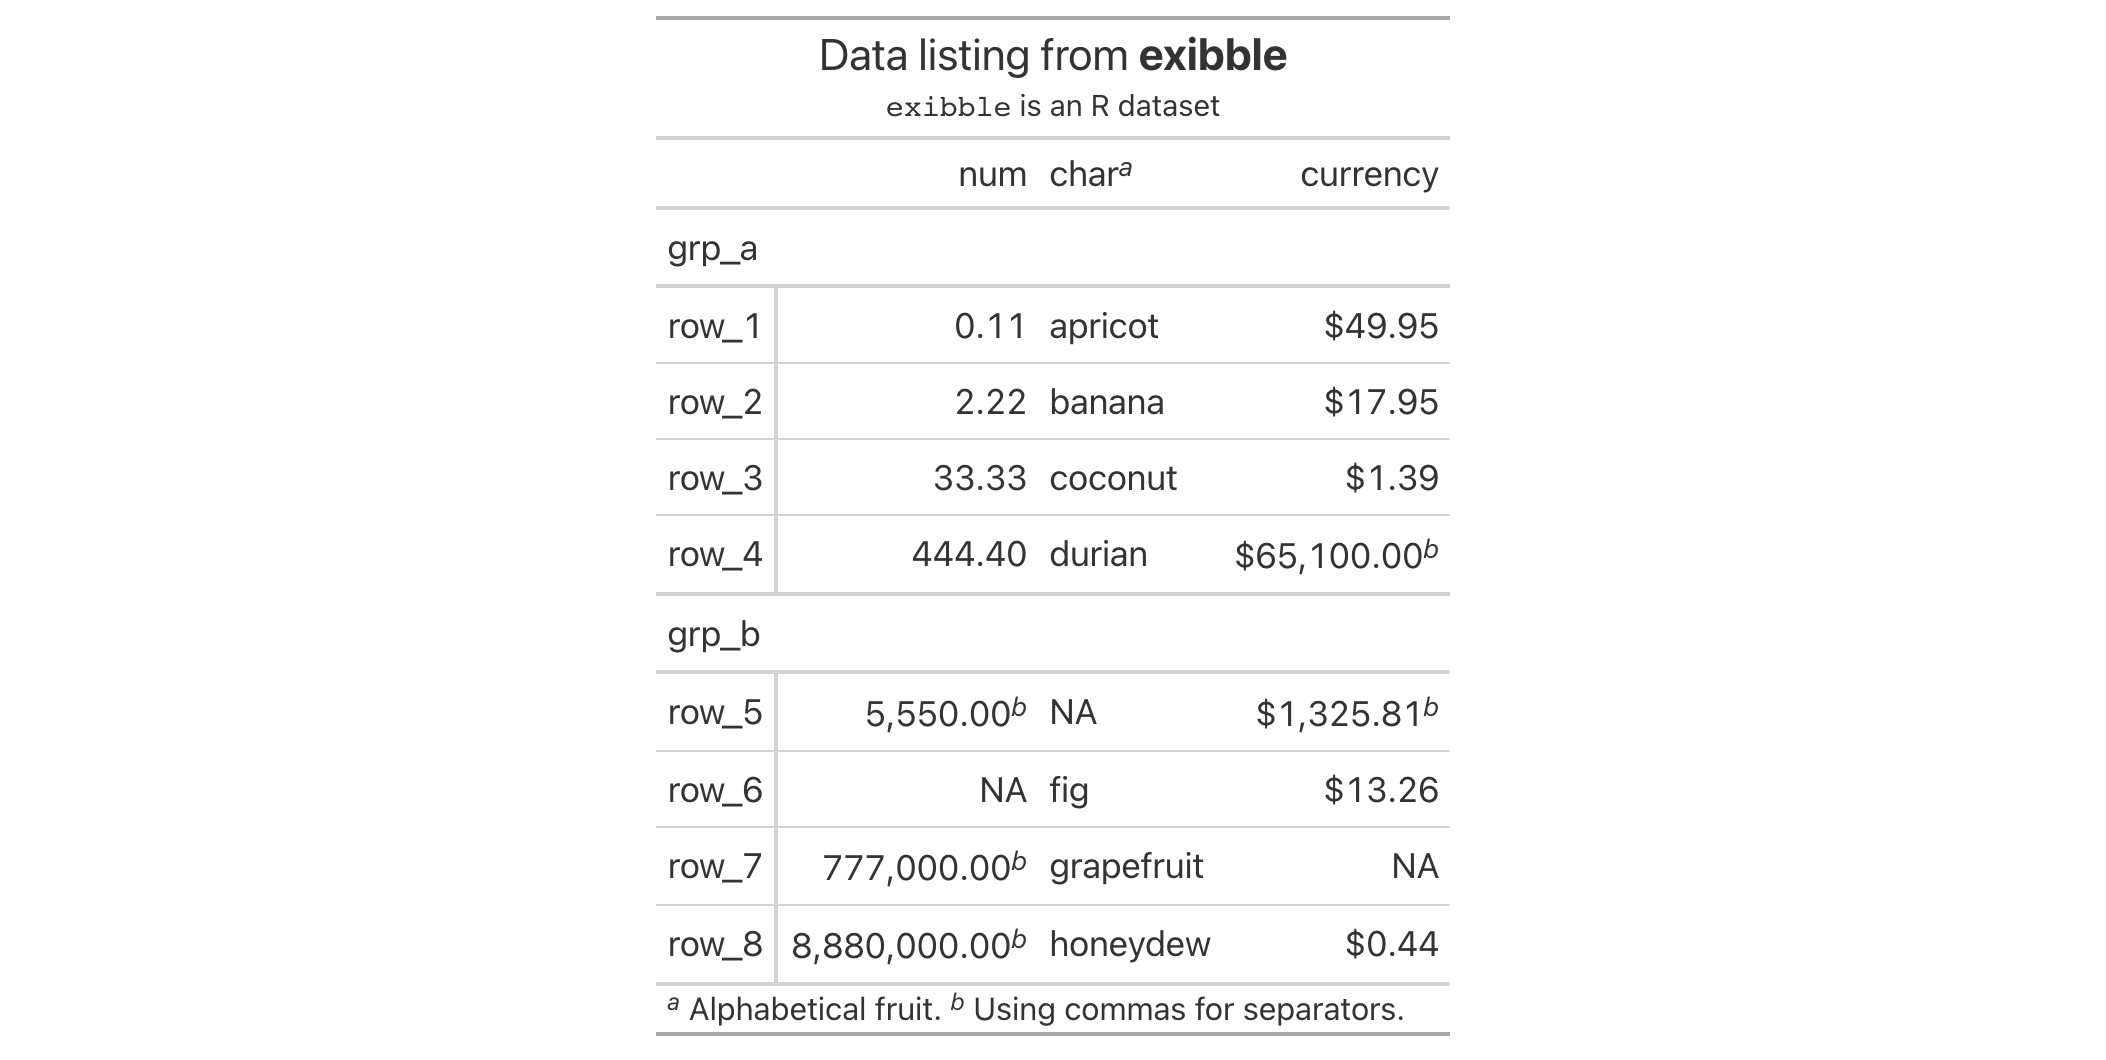 Data listing from exibble
exibble is an R dataset
num char^a currency
grp_a
row_1 0.11 apricot $49.95
row_2 2.22 banana $17.95
row_3 33.33 coconut $1.39
row_4 444.40 durian $65,100.00^b
grp_b
row_5 5,550.00^b NA $1,325.81^b
row_6 NA fig $13.26
row_7 777,000.00^b grapefruit NA
row_8 8,880,000.00^b honeydew $0.44
^a Alphabetical fruit. ^b Using commas for separators.